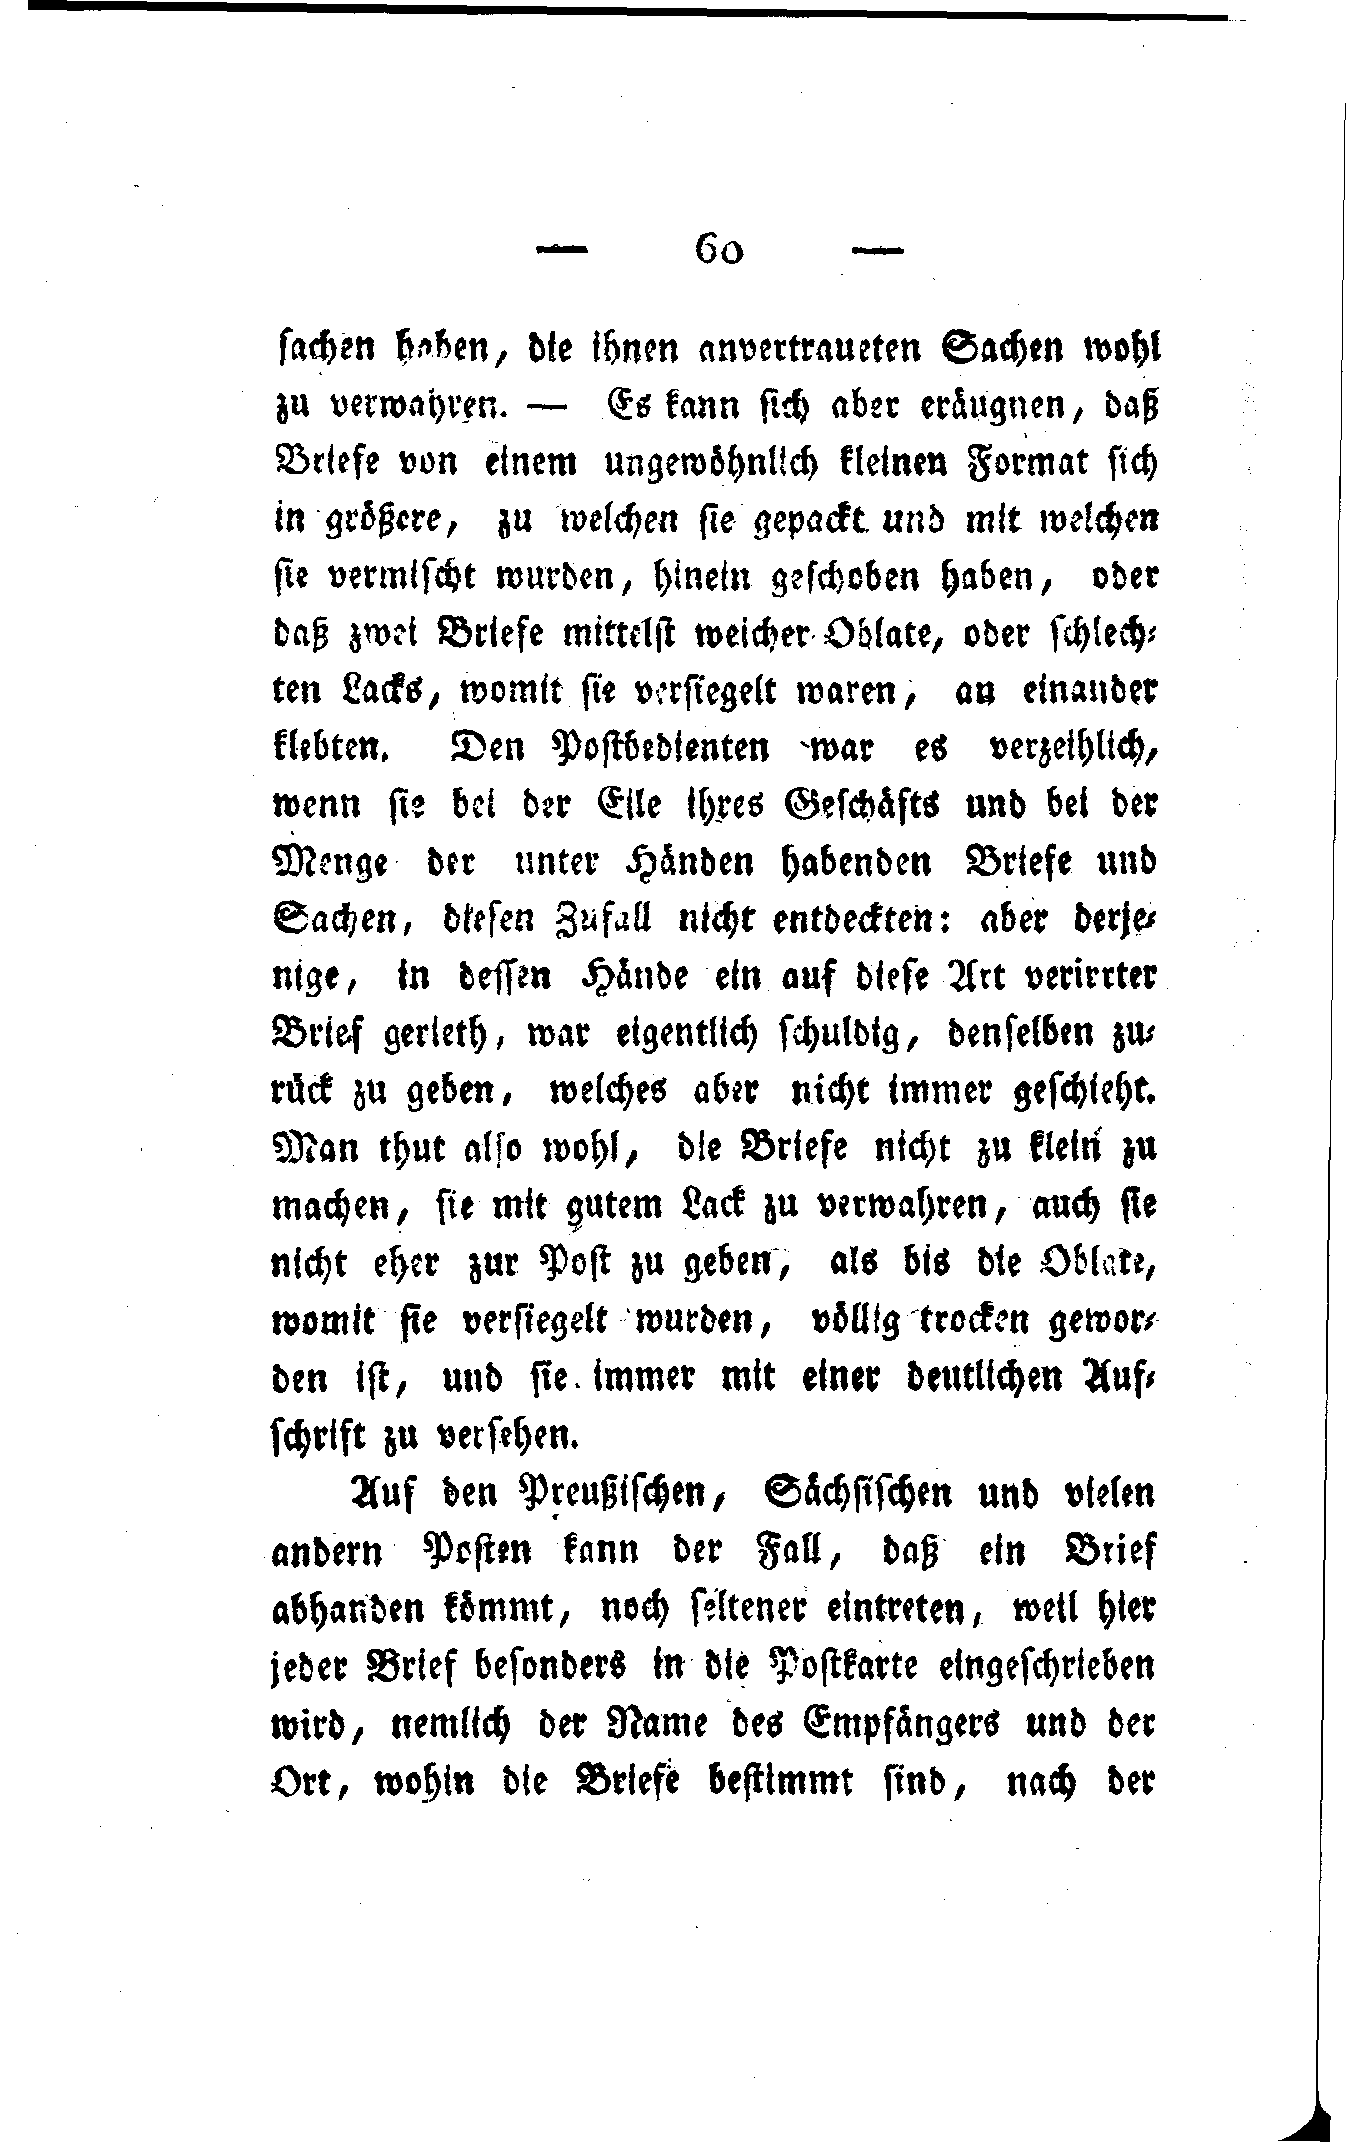 — 60 —
sachen haben, die ihnen anvertraueten Sachen wohl
zu verwahren. — Es kann sich aber eräugnen, daß
Briefe von einem ungewöhnlich kleinen Format sich
in größere, zu welchen sie gepackt und mit welchen
sie vermischt wurden, hinein geschoben haben, oder
daß zwei Briefe mittelst weicher Oblate, oder schlech-
ten Lacks, womit sie versiegelt waren, an einander
klebten. Den Postbedienten war es verzeihlich,
wenn sie bei der Eile ihres Geschäfts und bei der
Menge der unter Händen habenden Briefe und
Sachen, diesen Zufall nicht entdeckten: aber derje-
nige, in dessen Hände ein auf diese Art verirrter
Brief gerieth, war eigentlich schuldig, denselben zu-
rück zu geben, welches aber nicht immer geschieht.
Man thut also wohl, die Briefe nicht zu klein zu
machen, sie mit gutem Lack zu verwahren, auch sie
nicht eher zur Post zu geben, als bis die Oblate,
womit sie versiegelt wurden, völlig trocken gewor-
den ist, und sie immer mit einer deutlichen Auf-
schrift zu versehen.
Auf den Preußischen, Sächsischen und vielen
andern Posten kann der Fall, daß ein Brief
abhanden kömmt, noch seltener eintreten, weil hier
jeder Brief besonders in die Postkarte eingeschrieben
wird, nemlich der Name des Empfängers und der
Ort, wohin die Briefe bestimmt sind, nach der